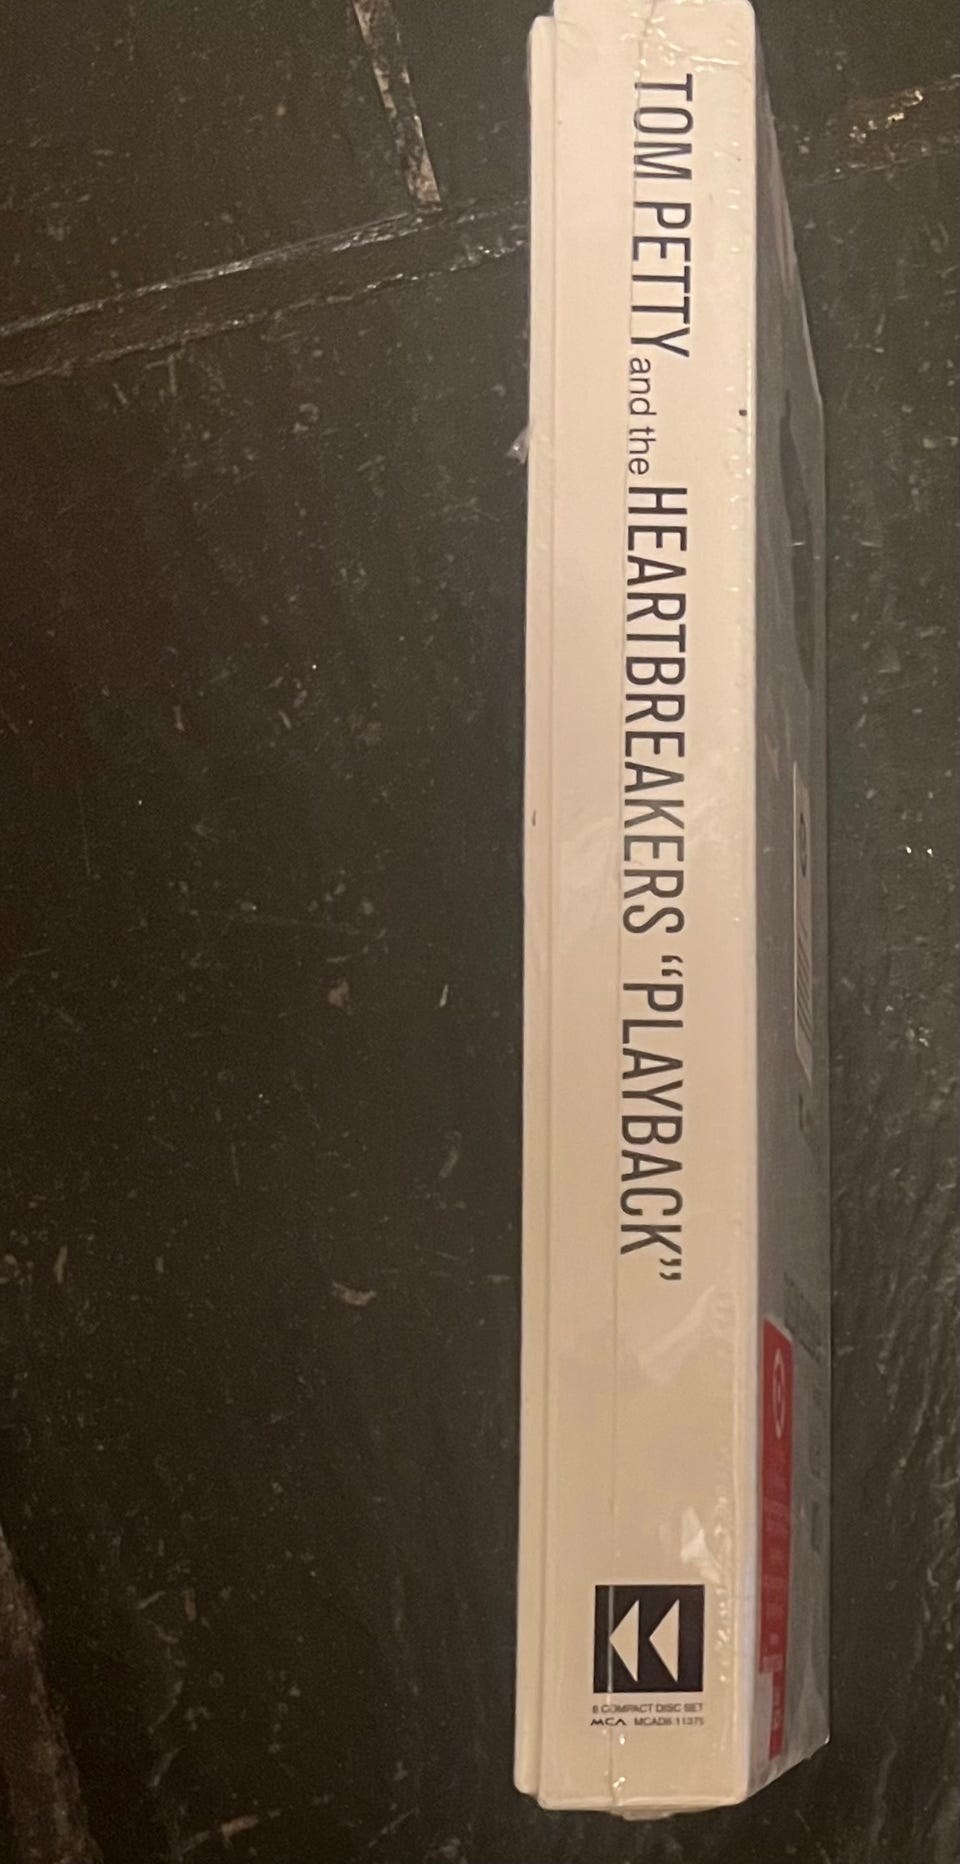 TOM PETTY and the HEARTBREAKERS “PLAYBACK”
6 COMPACT DISC SET
MCA MCAD6 11375